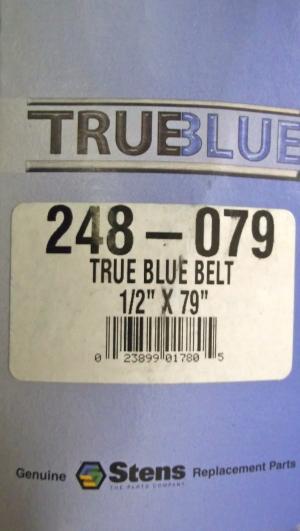 TRUEBLUE
248-079
TRUE BLUE BELT
1/2" X 79"
0 23899 01780 5
Genuine Stens Replacement Parts
THE PARTS COMPANY